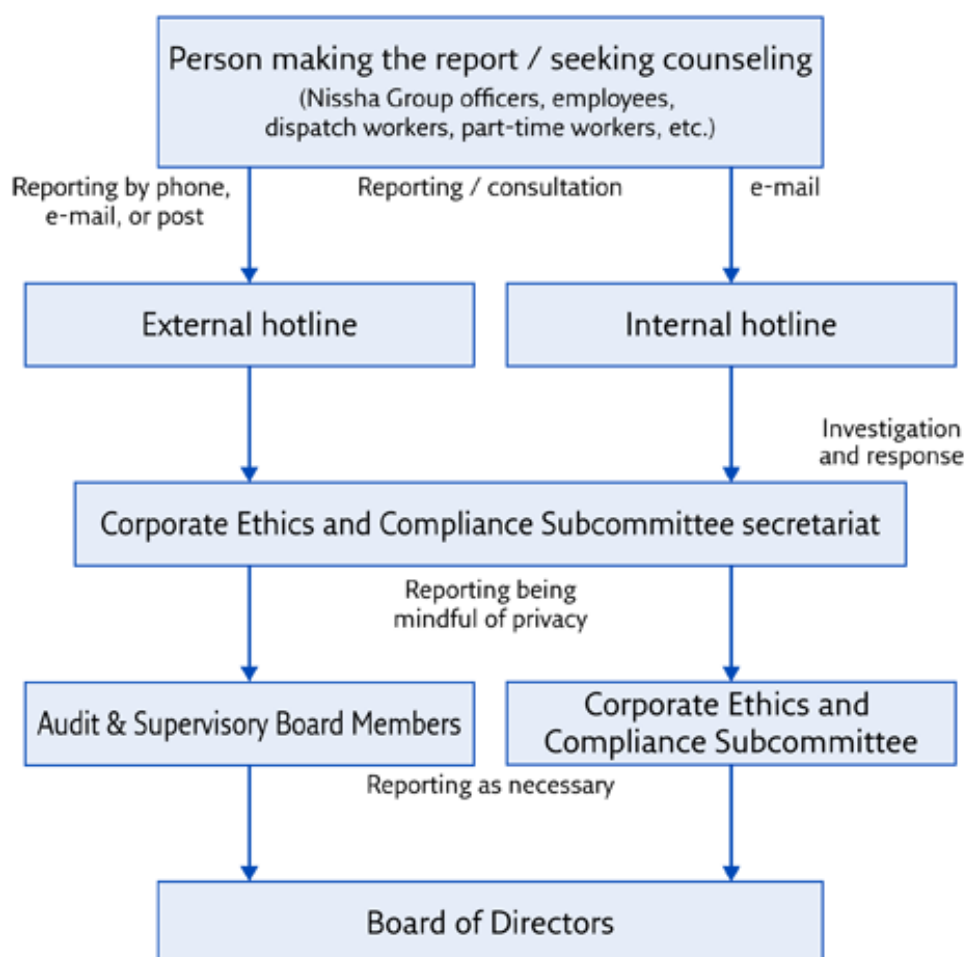 Person making the report / seeking counseling
(Nissha Group officers, employees,
dispatch workers, part-time workers, etc.)
Reporting by phone,
e-mail, or post
Reporting / consultation
e-mail
External hotline
Internal hotline
Investigation
and response
Corporate Ethics and Compliance Subcommittee secretariat
Reporting being
mindful of privacy
Audit & Supervisory Board Members
Corporate Ethics and
Compliance Subcommittee
Reporting as necessary
Board of Directors